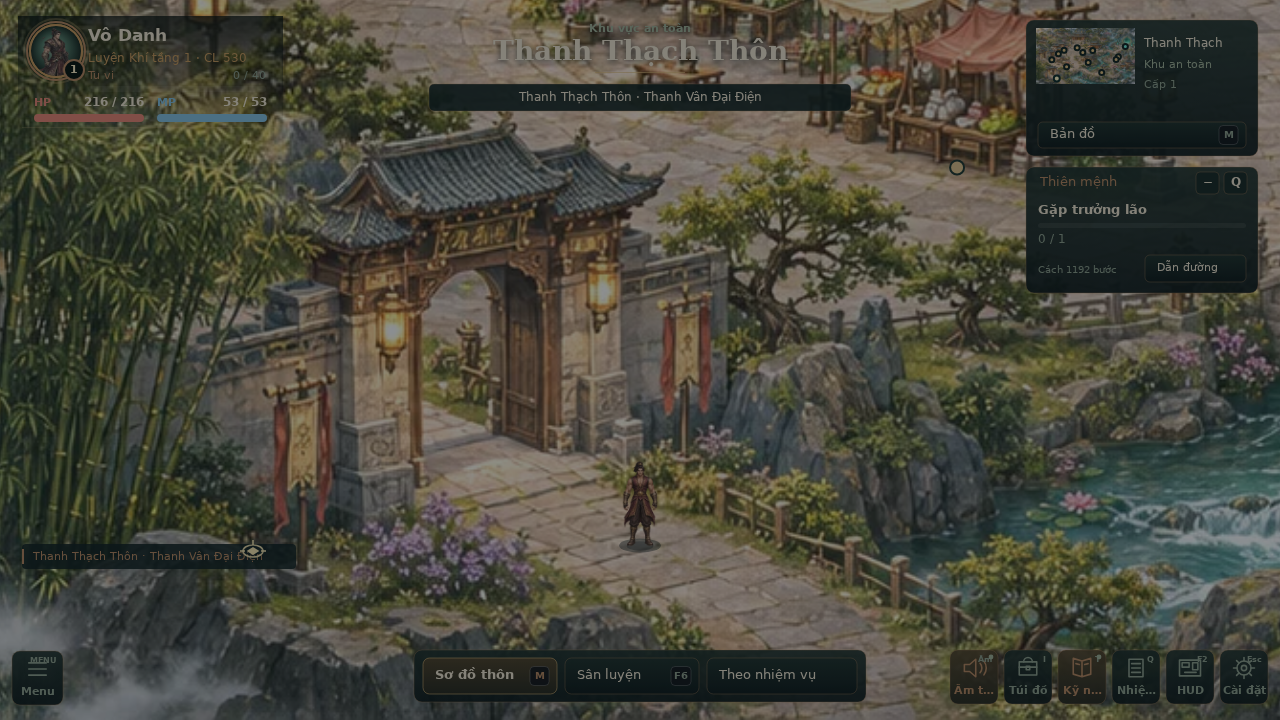 Vô Danh
Luyện Khí tầng 1 · CL 530
Tu vi 0 / 40
1
HP 216 / 216 MP 53 / 53
Khu vực an toàn
Thanh Thạch Thôn
Thanh Thạch Thôn · Thanh Vân Đại Điện
Thanh Thạch
Khu an toàn
Cấp 1
Bản đồ M
Thiên mệnh – Q
Gặp trưởng lão
0 / 1
Cách 1192 bước
Dẫn đường
Thanh Thạch Thôn · Thanh Vân Đại Điện
MENU
Menu
Sơ đồ thôn M
Sân luyện F6
Theo nhiệm vụ
Âm t...
Túi đồ I
Kỹ n...
Nhiệ... Q
HUD F2
Cài đặt Esc